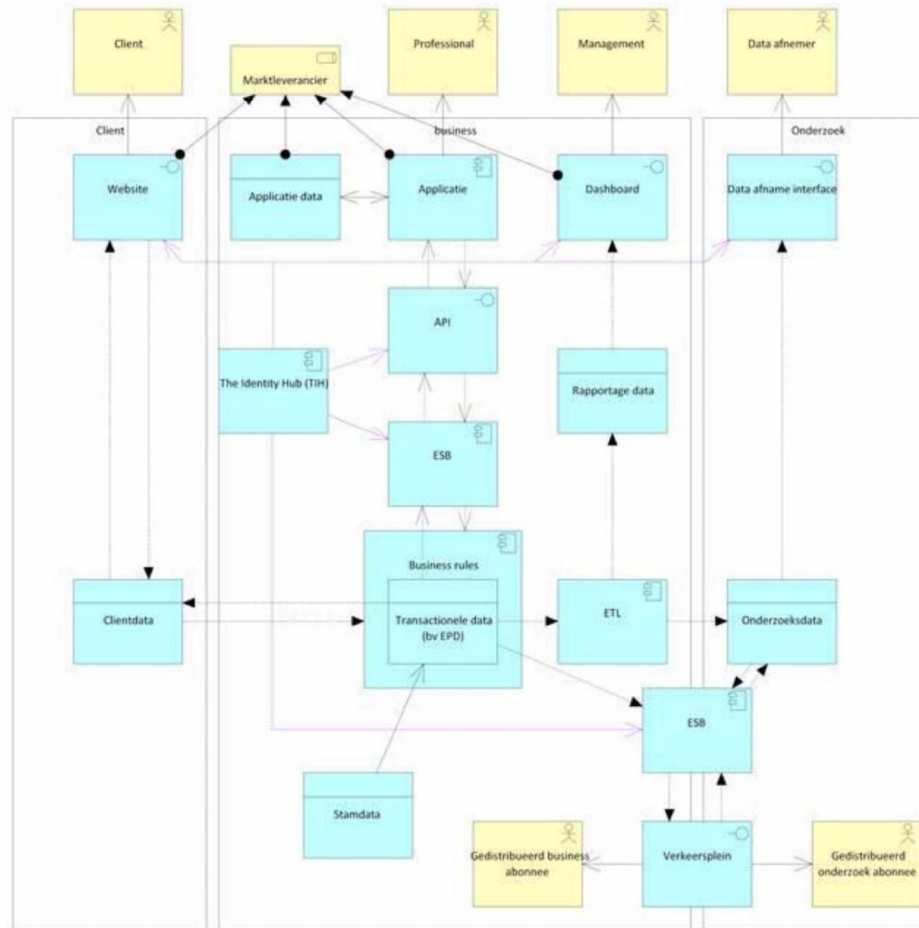 Client
Marktleverancier
Professional
Management
Data afnemer
Client
business
Onderzoek
Website
Applicatie data
Applicatie
Dashboard
Data afname interface
API
The Identity Hub (TIH)
Rapportage data
ESB
Business rules
Clientdata
Transactionele data
(bv EPD)
ETL
Onderzoeksdata
ESB
Stamdata
Gedistribueerd business
abonnee
Verkeersplein
Gedistribueerd
onderzoek abonnee